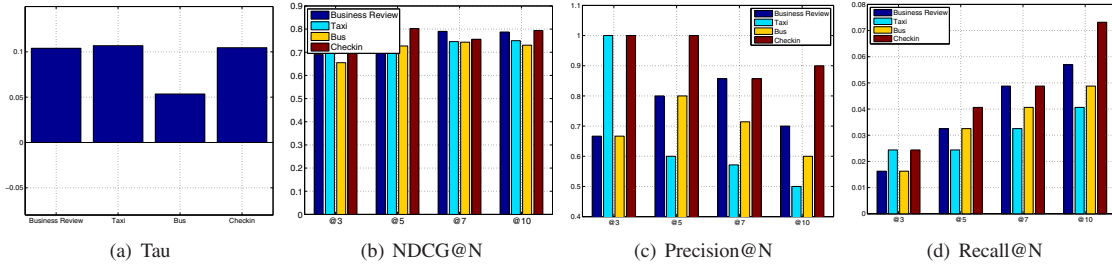 0.1
0.05
0
−0.05
Business Review Taxi Bus Checkin
(a) Tau
0.9
0.8
0.7
0.6
0.5
0.4
0.3
0.2
0.1
0
Business Review
Taxi
Bus
Checkin
@3 @5 @7 @10
(b) NDCG@N
1.1
1
0.9
0.8
0.7
0.6
0.5
0.4
Business Review
Taxi
Bus
Checkin
@3 @5 @7 @10
(c) Precision@N
0.08
0.07
0.06
0.05
0.04
0.03
0.02
0.01
0
Business Review
Taxi
Bus
Checkin
@3 @5 @7 @10
(d) Recall@N